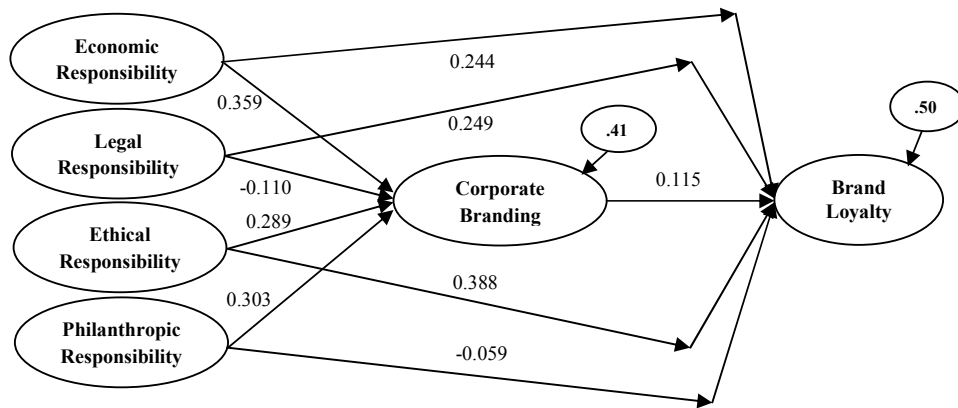 Economic
Responsibility
0.244
0.359
Legal
Responsibility
0.249
-0.110
.41
.50
Corporate
Branding
0.115
Brand
Loyalty
Ethical
Responsibility
0.289
0.388
0.303
Philanthropic
Responsibility
-0.059